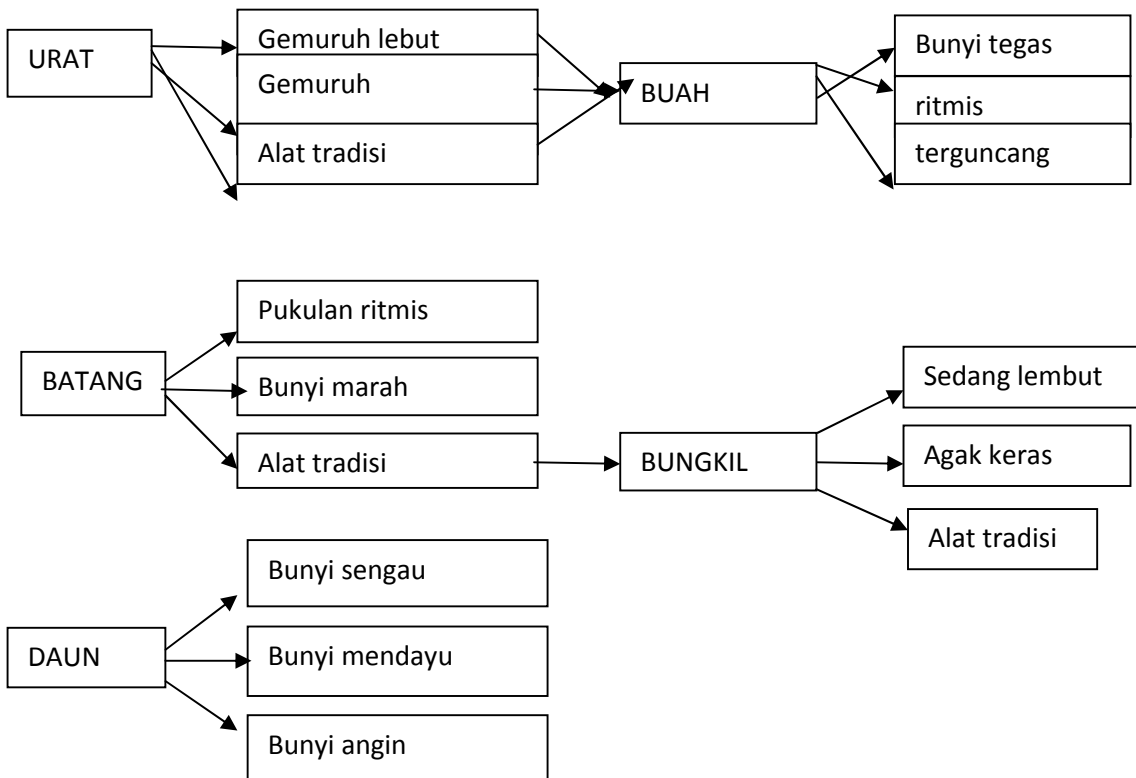 URAT
Gemuruh lebut
Gemuruh
Alat tradisi
BUAH
Bunyi tegas
ritmis
terguncang
BATANG
Pukulan ritmis
Bunyi marah
Alat tradisi
BUNGKIL
Sedang lembut
Agak keras
Alat tradisi
DAUN
Bunyi sengau
Bunyi mendayu
Bunyi angin